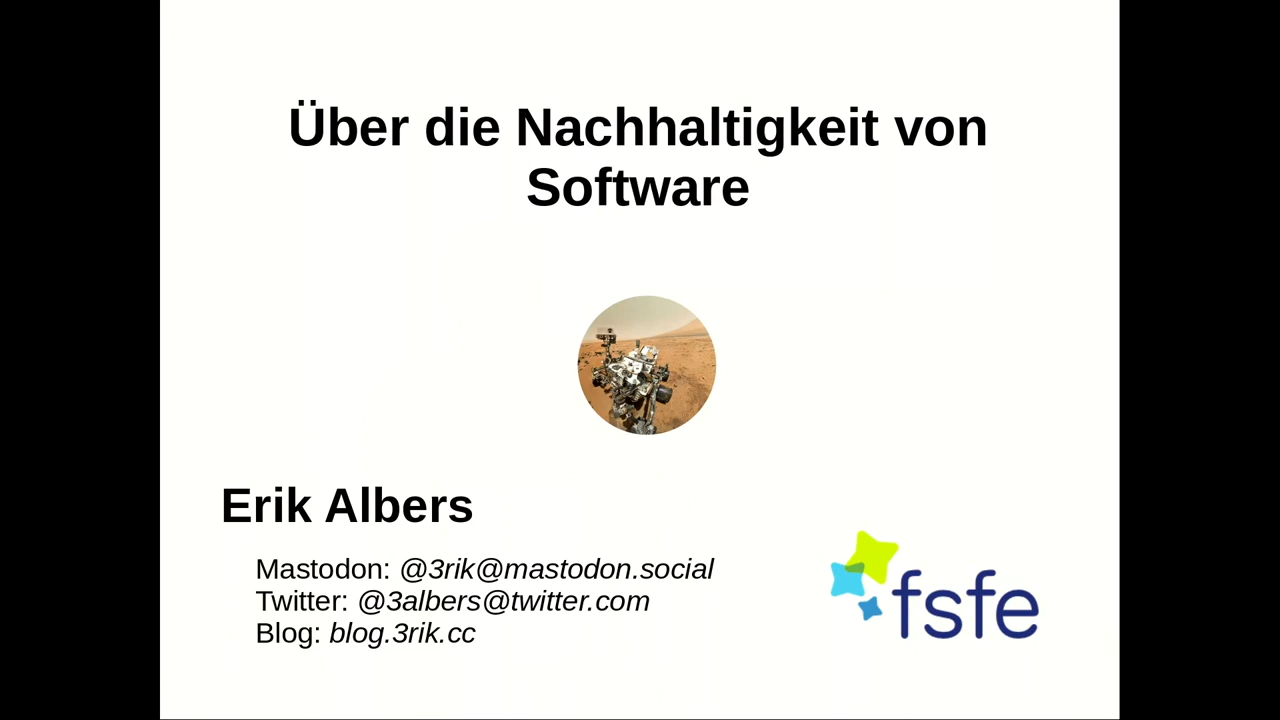 Über die Nachhaltigkeit von
Software
Erik Albers
Mastodon: @3rik@mastodon.social
Twitter: @3albers@twitter.com
Blog: blog.3rik.cc
fsfe